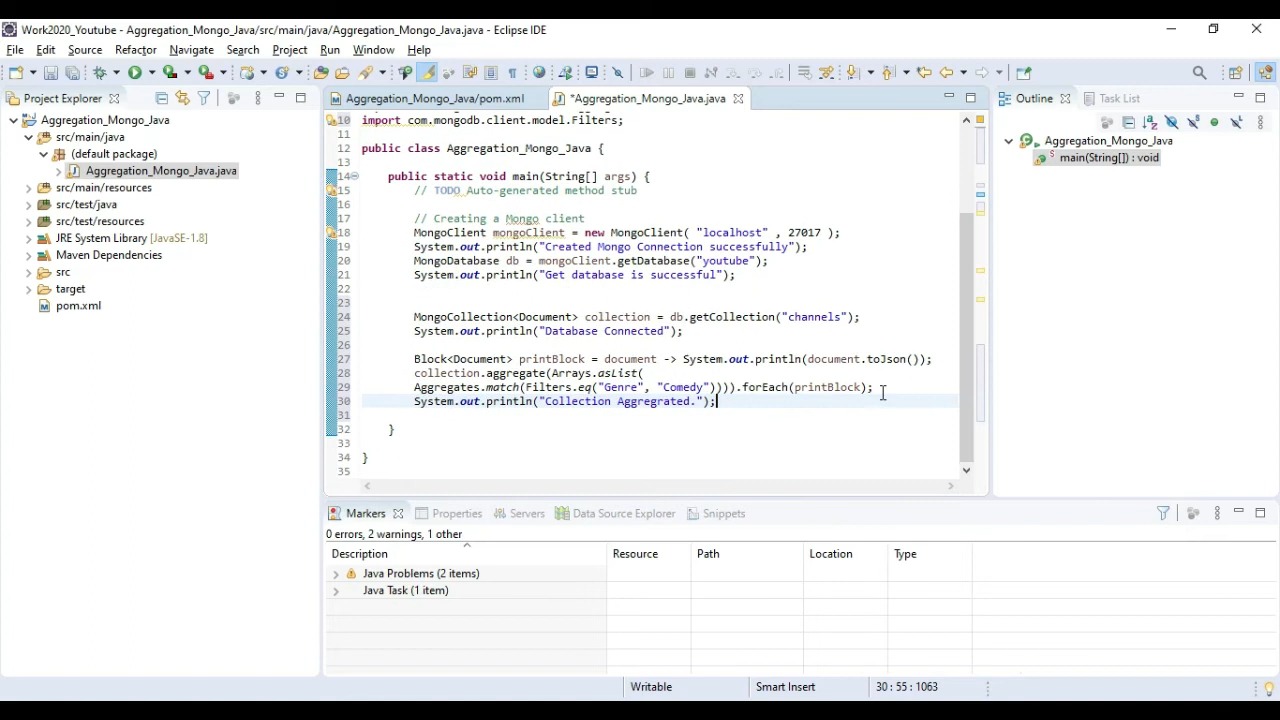 Work2020_Youtube - Aggregation_Mongo_Java/src/main/java/Aggregation_Mongo_Java.java - Eclipse IDE
File Edit Source Refactor Navigate Search Project Run Window Help
Project Explorer
Aggregation_Mongo_Java
src/main/java
(default package)
Aggregation_Mongo_Java.java
src/main/resources
src/test/java
src/test/resources
JRE System Library [JavaSE-1.8]
Maven Dependencies
src
target
pom.xml
Aggregation_Mongo_Java/pom.xml
*Aggregation_Mongo_Java.java
10 import com.mongodb.client.model.Filters;
11
12 public class Aggregation_Mongo_Java {
13
14 public static void main(String[] args) {
15 // TODO Auto-generated method stub
16
17 // Creating a Mongo client
18 MongoClient mongoClient = new MongoClient( "localhost" , 27017 );
19 System.out.println("Created Mongo Connection successfully");
20 MongoDatabase db = mongoClient.getDatabase("youtube");
21 System.out.println("Get database is successful");
22
23
24 MongoCollection<Document> collection = db.getCollection("channels");
25 System.out.println("Database Connected");
26
27 Block<Document> printBlock = document -> System.out.println(document.toJson());
28 collection.aggregate(Arrays.asList(
29 Aggregates.match(Filters.eq("Genre", "Comedy")))).forEach(printBlock);
30 System.out.println("Collection Aggregrated.");
31
32 }
33
34 }
35
Outline
Task List
Aggregation_Mongo_Java
main(String[]) : void
Markers Properties Servers Data Source Explorer Snippets
0 errors, 2 warnings, 1 other
Description Resource Path Location Type
Java Problems (2 items)
Java Task (1 item)
Writable Smart Insert 30 : 55 : 1063